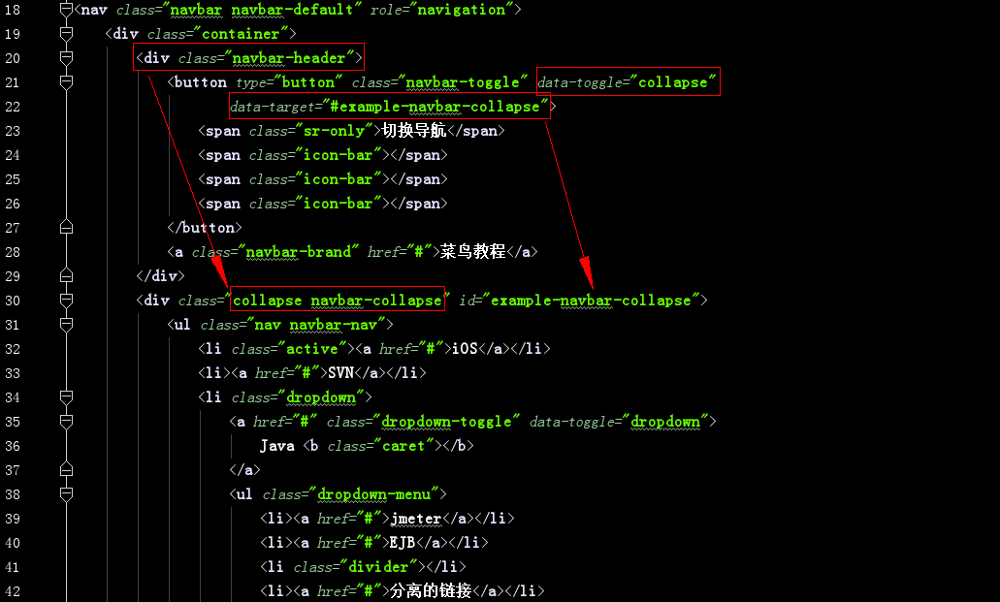 18 <nav class="navbar navbar-default" role="navigation">
19 <div class="container">
20 <div class="navbar-header">
21 <button type="button" class="navbar-toggle" data-toggle="collapse"
22 data-target="#example-navbar-collapse">
23 <span class="sr-only">切换导航</span>
24 <span class="icon-bar"></span>
25 <span class="icon-bar"></span>
26 <span class="icon-bar"></span>
27 </button>
28 <a class="navbar-brand" href="#">菜鸟教程</a>
29 </div>
30 <div class="collapse navbar-collapse" id="example-navbar-collapse">
31 <ul class="nav navbar-nav">
32 <li class="active"><a href="#">iOS</a></li>
33 <li><a href="#">SVN</a></li>
34 <li class="dropdown">
35 <a href="#" class="dropdown-toggle" data-toggle="dropdown">
36 Java <b class="caret"></b>
37 </a>
38 <ul class="dropdown-menu">
39 <li><a href="#">jmeter</a></li>
40 <li><a href="#">EJB</a></li>
41 <li class="divider"></li>
42 <li><a href="#">分离的链接</a></li>